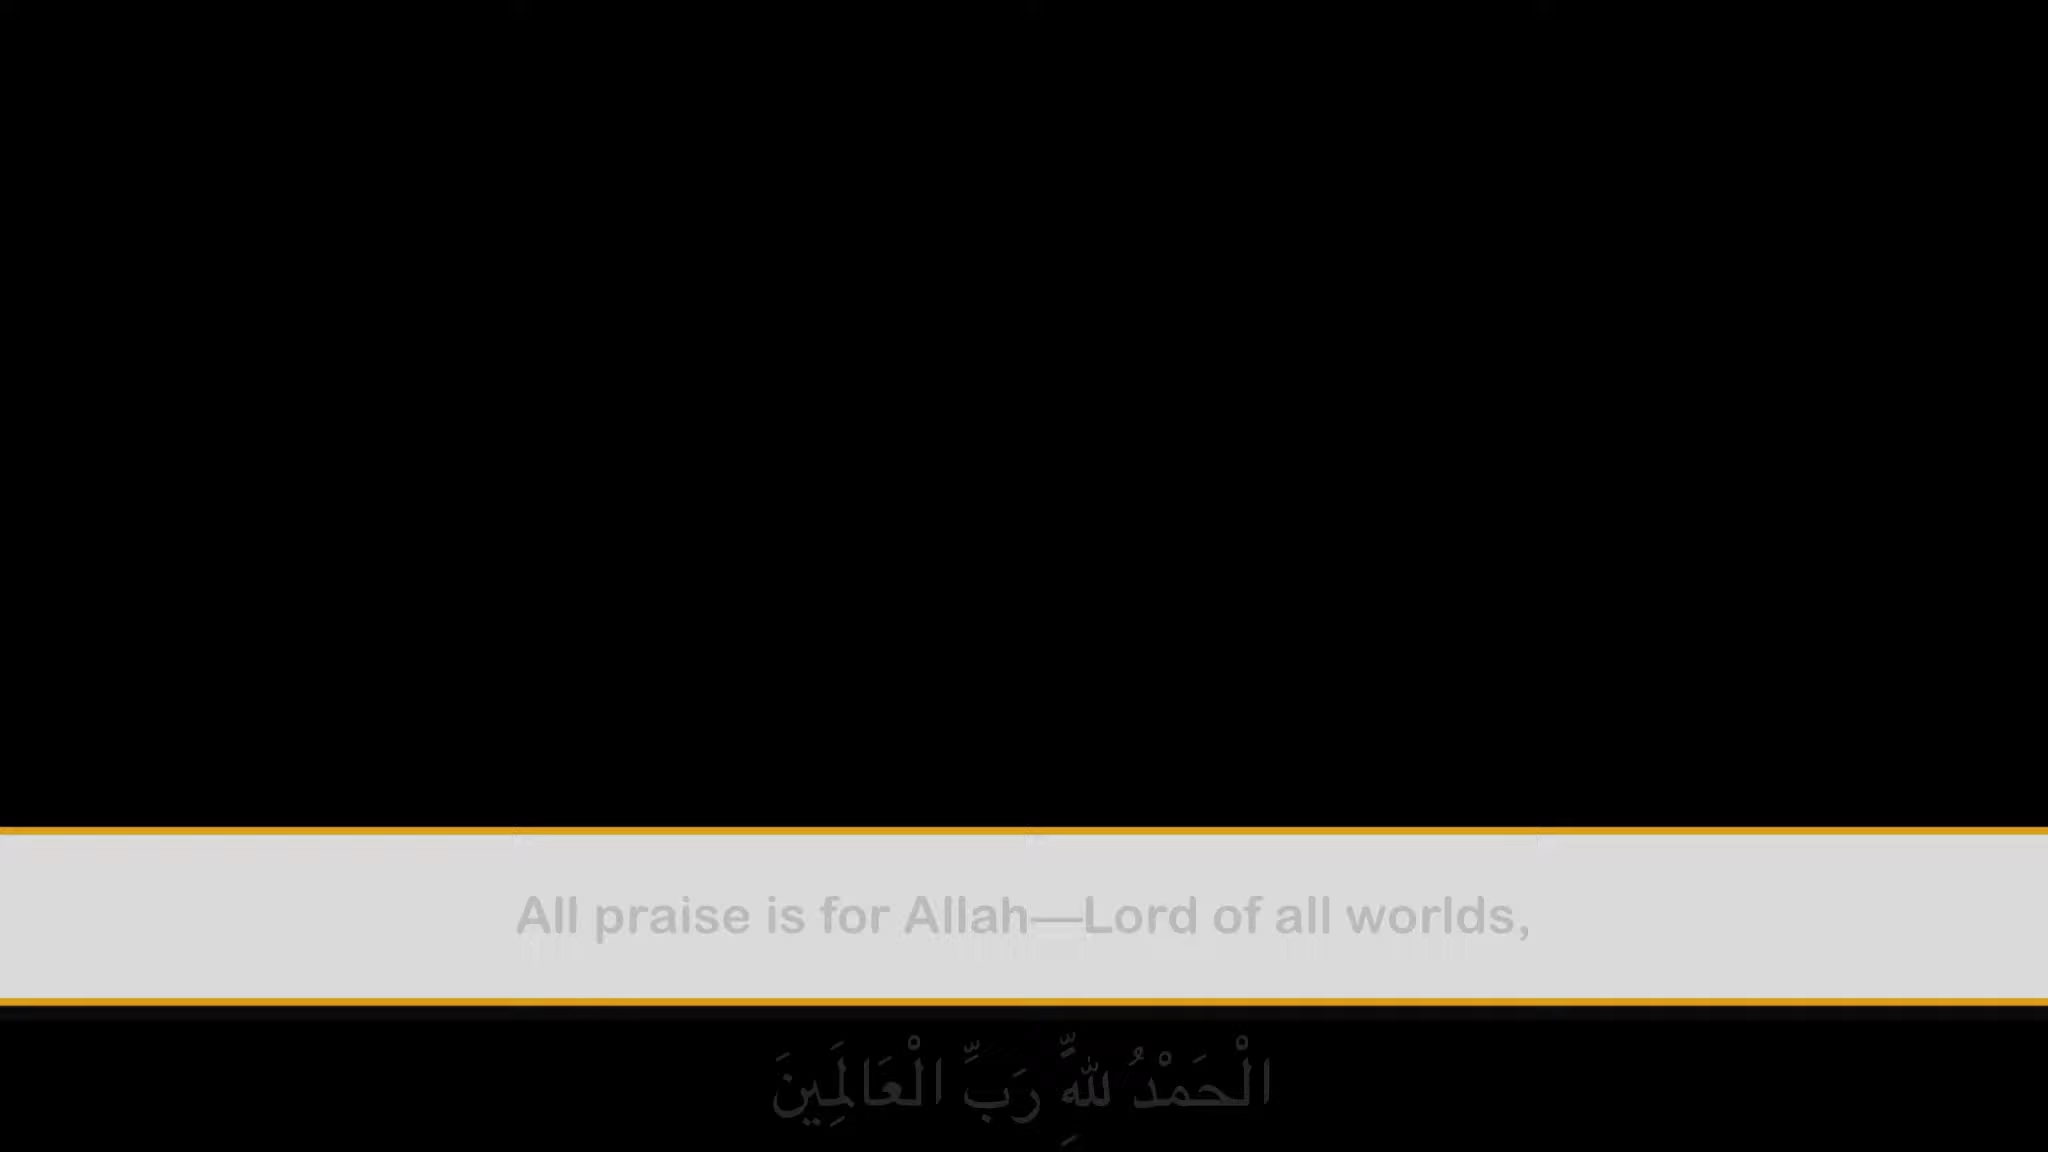 All praise is for Allah—Lord of all worlds,
الْحَمْدُ لِلَّهِ رَبِّ الْعَالَمِينَ